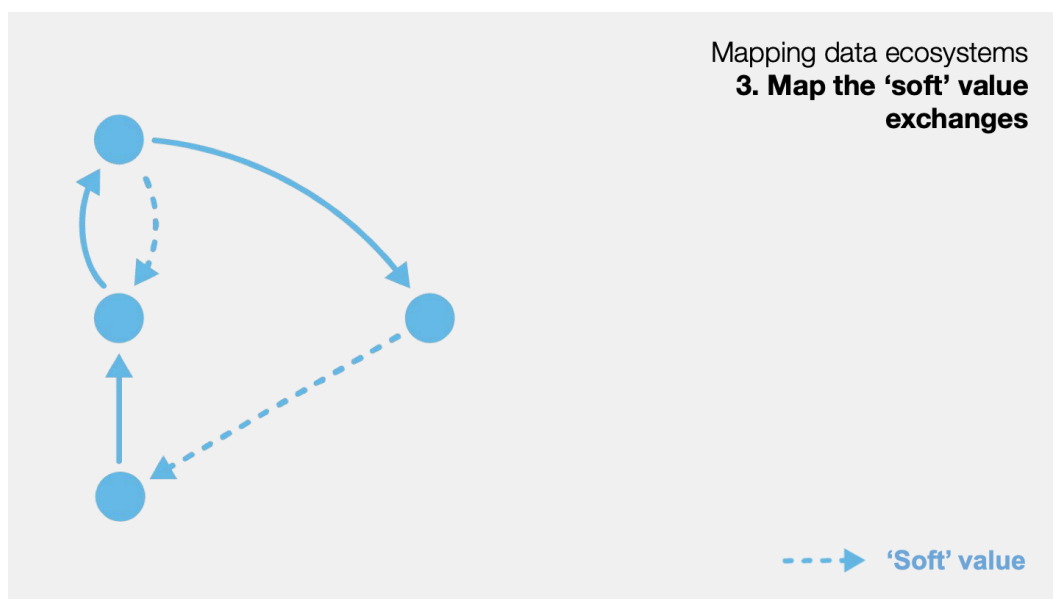 Mapping data ecosystems
3. Map the ‘soft’ value
exchanges
‘Soft’ value